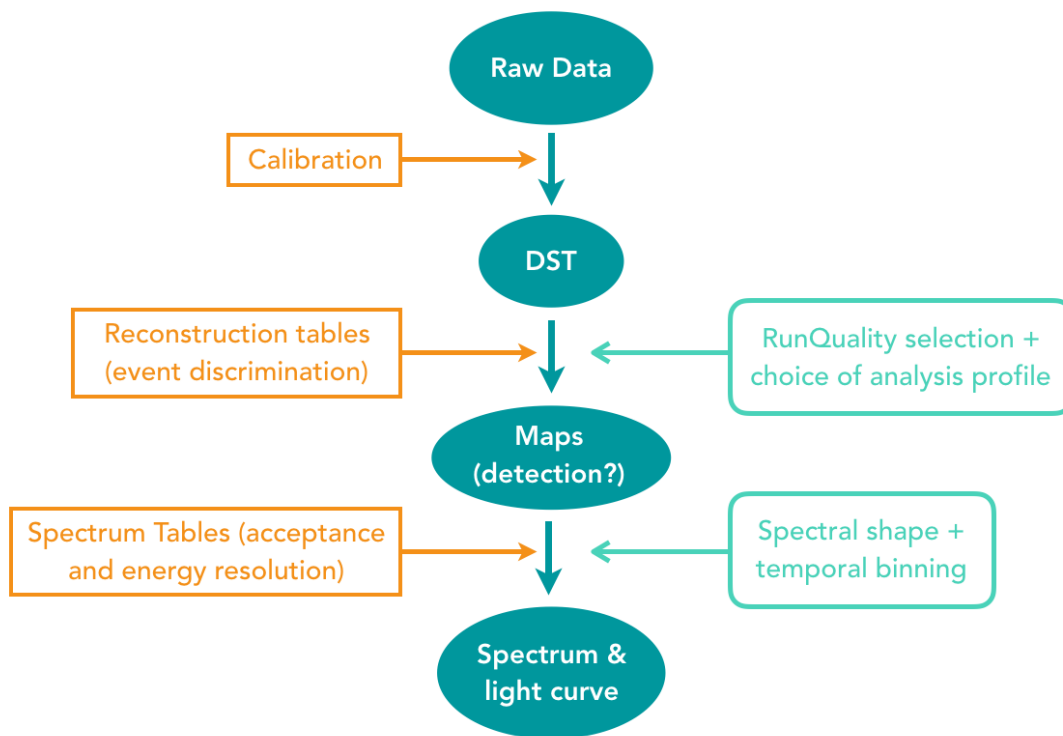 Raw Data
Calibration
DST
Reconstruction tables
(event discrimination)
RunQuality selection +
choice of analysis profile
Maps
(detection?)
Spectrum Tables (acceptance
and energy resolution)
Spectral shape +
temporal binning
Spectrum &
light curve